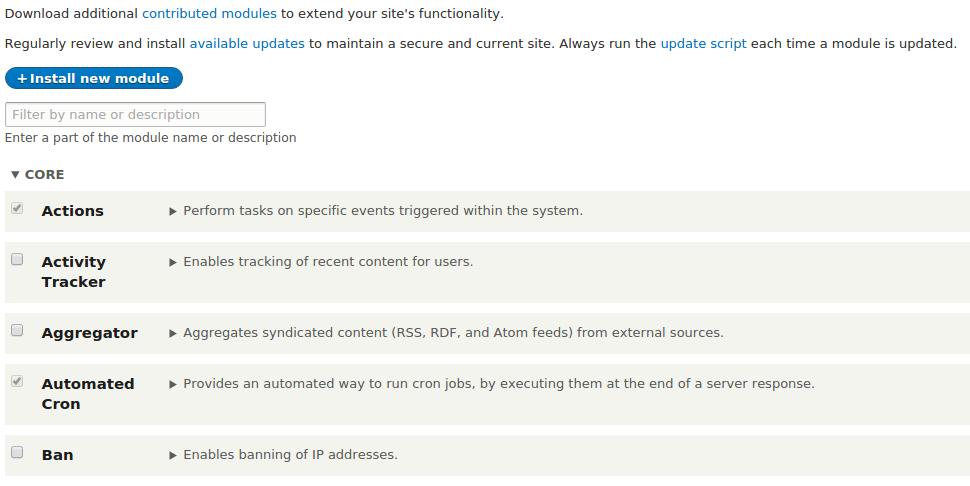 Download additional contributed modules to extend your site's functionality.
Regularly review and install available updates to maintain a secure and current site. Always run the update script each time a module is updated.
+Install new module
Filter by name or description
Enter a part of the module name or description
▼ CORE
Actions ▶ Perform tasks on specific events triggered within the system.
Activity ▶ Enables tracking of recent content for users.
Tracker
Aggregator ▶ Aggregates syndicated content (RSS, RDF, and Atom feeds) from external sources.
Automated ▶ Provides an automated way to run cron jobs, by executing them at the end of a server response.
Cron
Ban ▶ Enables banning of IP addresses.